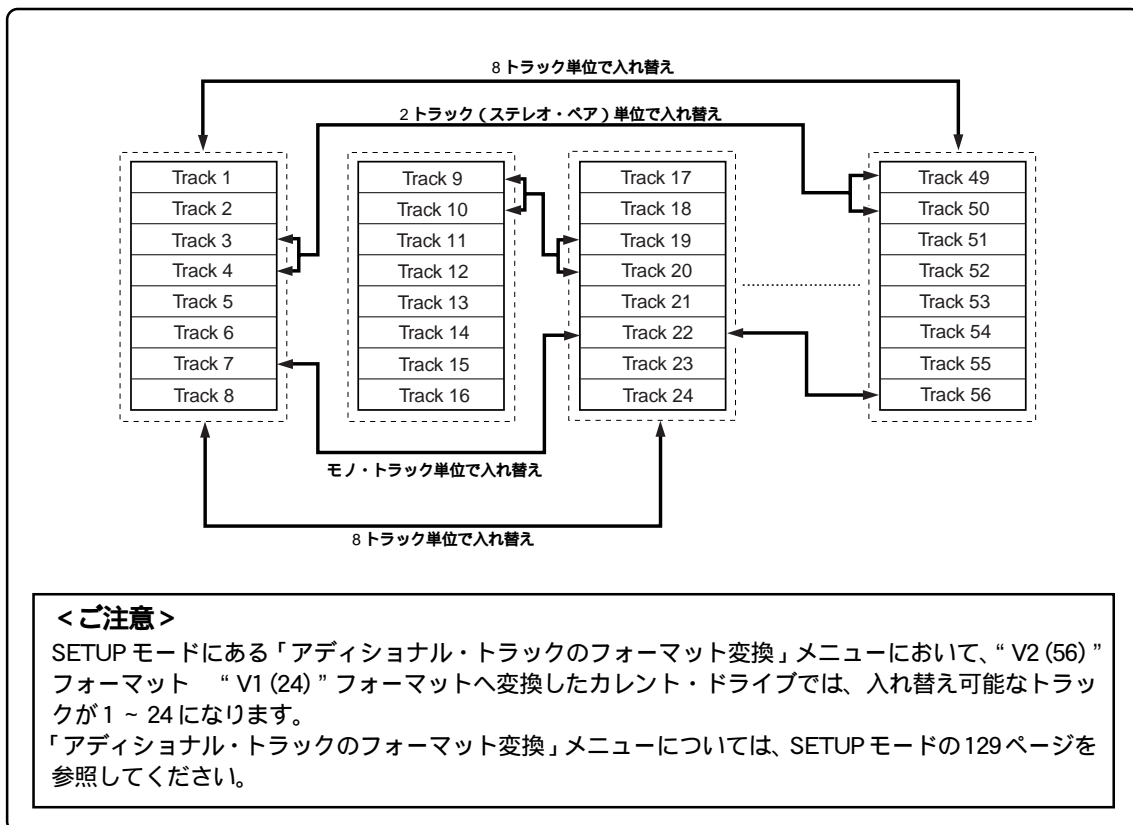 8 トラック単位で入れ替え
2 トラック（ステレオ・ペア）単位で入れ替え
Track 1
Track 2
Track 3
Track 4
Track 5
Track 6
Track 7
Track 8
Track 9
Track 10
Track 11
Track 12
Track 13
Track 14
Track 15
Track 16
Track 17
Track 18
Track 19
Track 20
Track 21
Track 22
Track 23
Track 24
Track 49
Track 50
Track 51
Track 52
Track 53
Track 54
Track 55
Track 56
モノ・トラック単位で入れ替え
8 トラック単位で入れ替え
＜ご注意＞
SETUP モードにある「アディショナル・トラックのフォーマット変換」メニューにおいて、“ V2 (56) ”
フォーマット “ V1 (24) ” フォーマットへ変換したカレント・ドライブでは、入れ替え可能なトラッ
クが 1 ~ 24 になります。
「アディショナル・トラックのフォーマット変換」メニューについては、SETUP モードの 129 ページを
参照してください。